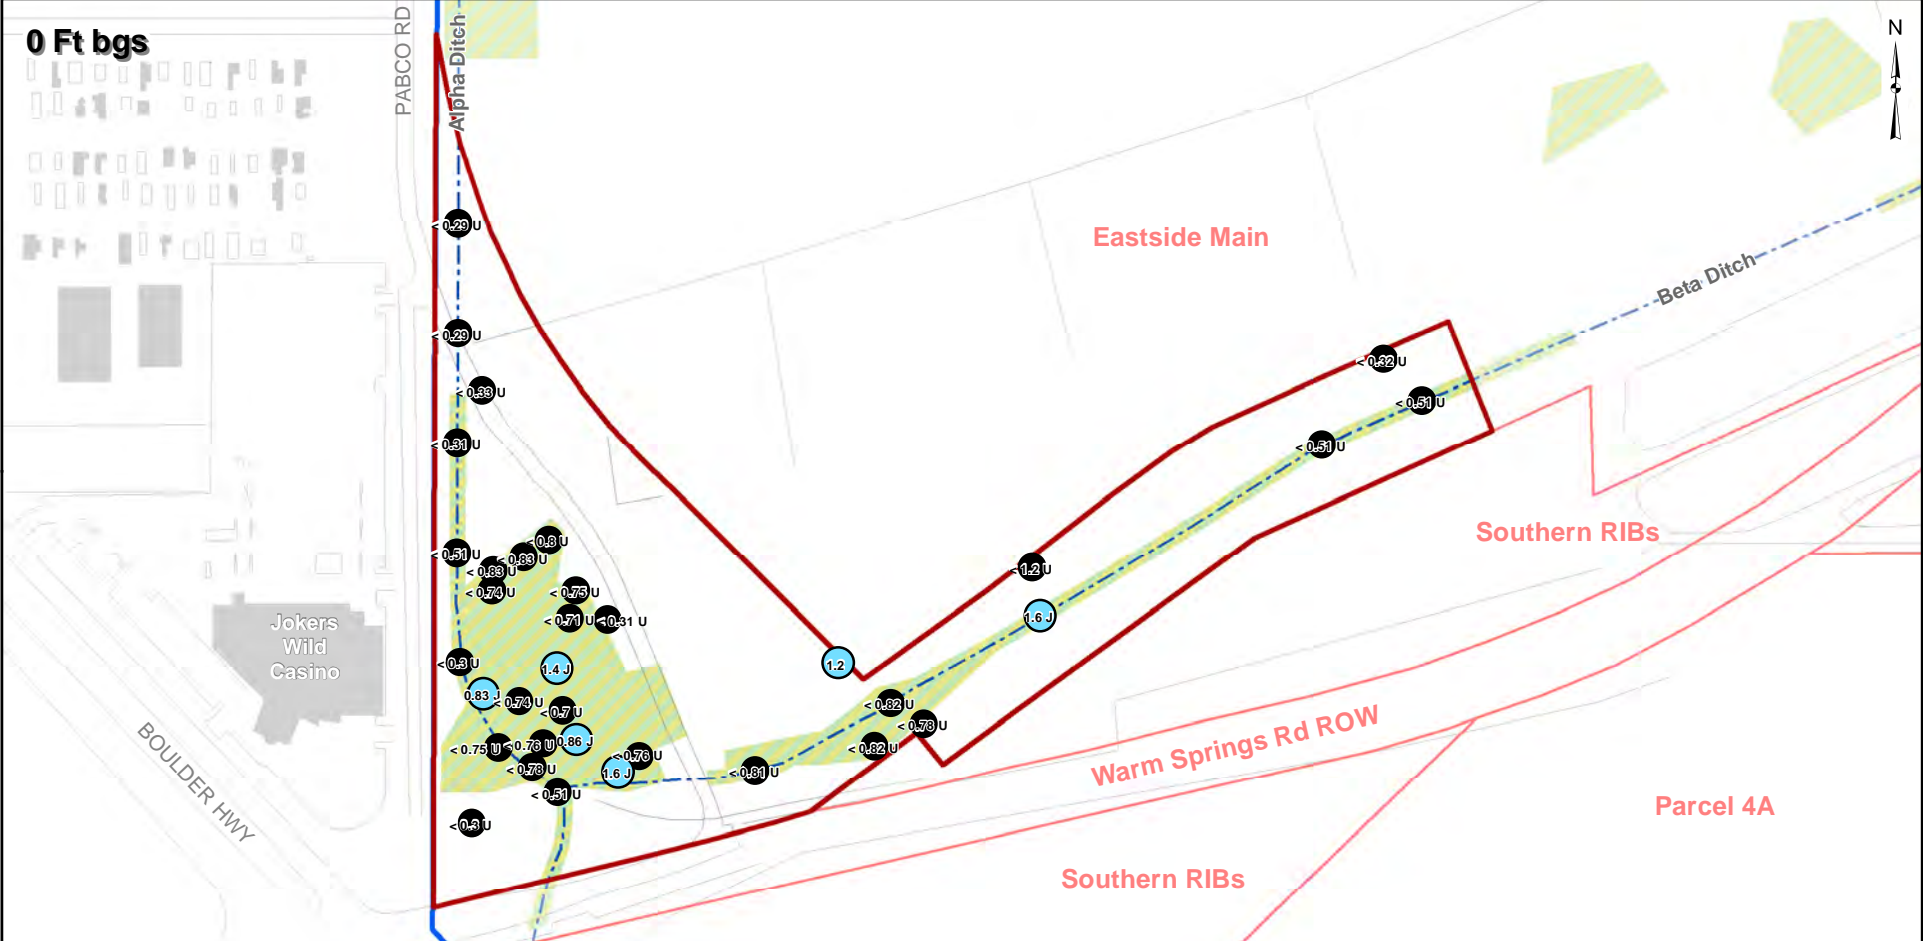 0 Ft bgs
N
PABCO RD
Alpha Ditch
< 0.29 U
Eastside Main
Beta Ditch
< 0.29 U
< 0.32 U
< 0.33 U
< 0.51 U
< 0.31 U
< 0.51 U
Southern RIBs
< 0.8 U
< 0.51 U
< 0.83 U
< 0.83 U
< 1.2 U
< 0.74 U
< 0.75 U
1.6 J
< 0.71 U
< 0.31 U
Jokers
Wild
Casino
< 0.3 U
1.4 J
1.2
0.83 J
< 0.74 U
< 0.7 U
< 0.82 U
< 0.78 U
Warm Springs Rd ROW
< 0.75 U
< 0.76 U
0.86 J
< 0.76 U
< 0.82 U
< 0.78 U
1.6 J
< 0.81 U
< 0.51 U
BOULDER HWY
< 0.3 U
Parcel 4A
Southern RIBs